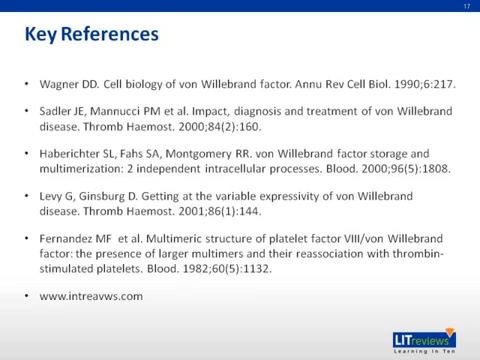 17
Key References
• Wagner DD. Cell biology of von Willebrand factor. Annu Rev Cell Biol. 1990;6:217.
• Sadler JE, Mannucci PM et al. Impact, diagnosis and treatment of von Willebrand
disease. Thromb Haemost. 2000;84(2):160.
• Haberichter SL, Fahs SA, Montgomery RR. von Willebrand factor storage and
multimerization: 2 independent intracellular processes. Blood. 2000;96(5):1808.
• Levy G, Ginsburg D. Getting at the variable expressivity of von Willebrand
disease. Thromb Haemost. 2001;86(1):144.
• Fernandez MF et al. Multimeric structure of platelet factor VIII/von Willebrand
factor: the presence of larger multimers and their reassociation with thrombin-
stimulated platelets. Blood. 1982;60(5):1132.
• www.intreavws.com
LITreviews
Learning in Ten